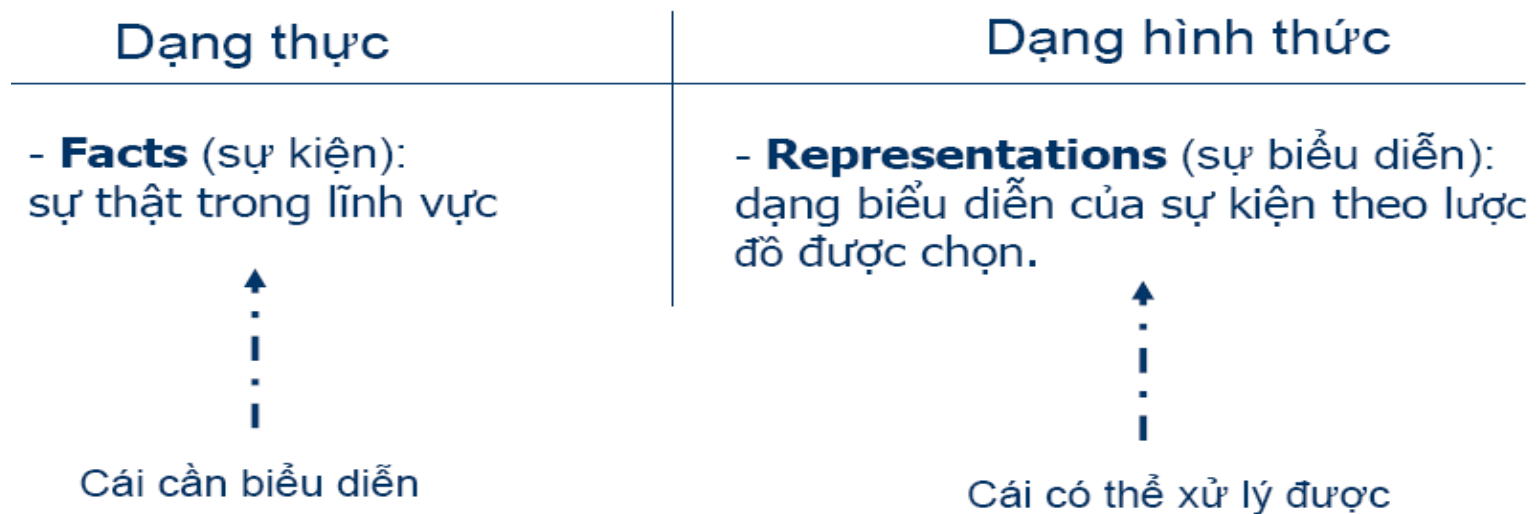 Dạng thực
Dạng hình thức
- Facts (sự kiện):
sự thật trong lĩnh vực
- Representations (sự biểu diễn):
dạng biểu diễn của sự kiện theo lược
đồ được chọn.
Cái cần biểu diễn
Cái có thể xử lý được